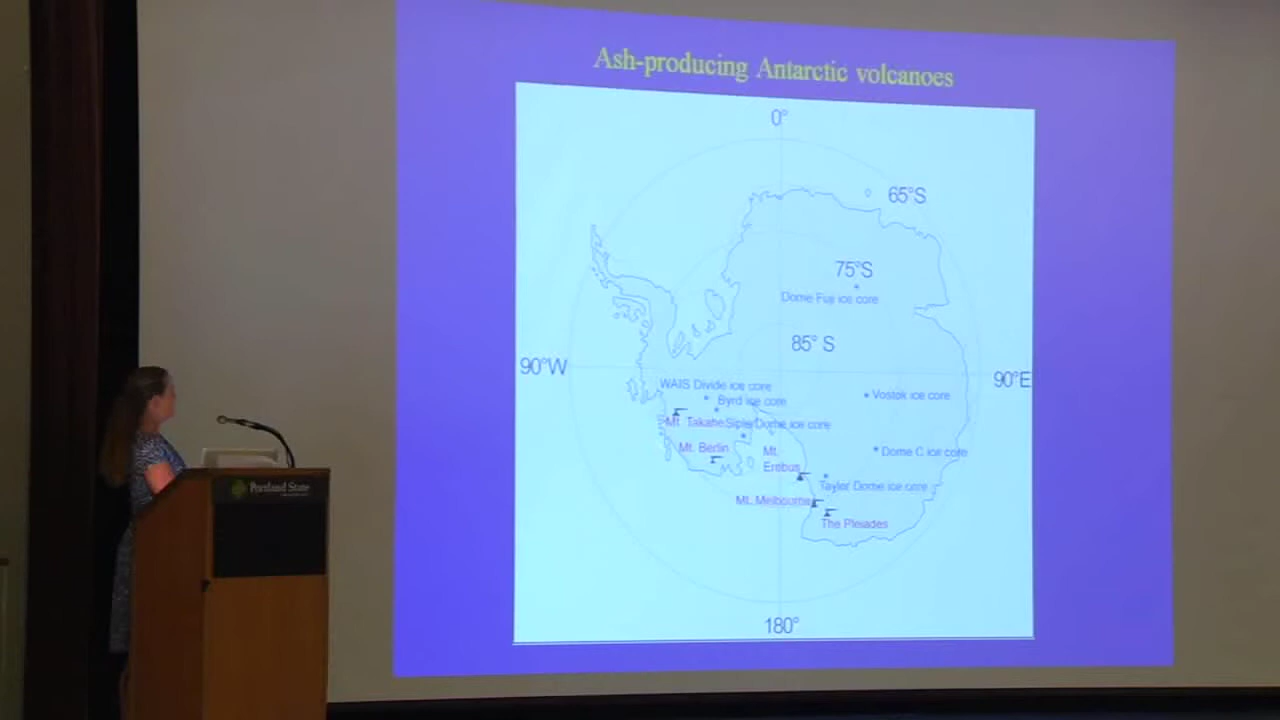 Ash-producing Antarctic volcanoes
0°
65°S
75°S
Dome Fuji ice core
85° S
90°W
90°E
WAIS Divide ice core
Byrd ice core
Vostok ice core
Mt. Takahe
Siple Dome ice core
Mt. Berlin
Mt.
Erebus
Dome C ice core
Taylor Dome ice core
Mt. Melbourne
The Pleiades
180°
Portland State